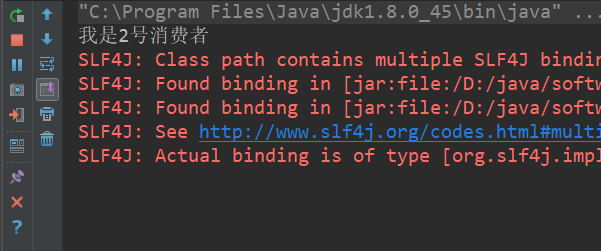 "C:\Program Files\Java\jdk1.8.0_45\bin\java" ...
我是2号消费者
SLF4J: Class path contains multiple SLF4J bindin
SLF4J: Found binding in [jar:file:/D:/java/softw
SLF4J: Found binding in [jar:file:/D:/java/softw
SLF4J: See http://www.slf4j.org/codes.html#multi
SLF4J: Actual binding is of type [org.slf4j.impl